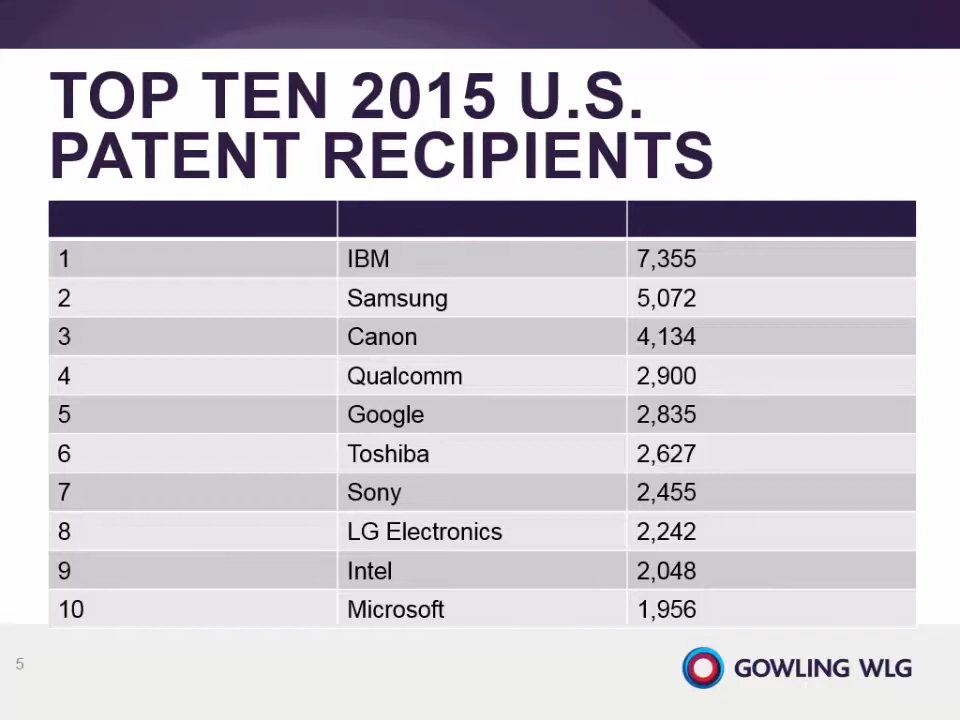 TOP TEN 2015 U.S.
PATENT RECIPIENTS
1 IBM 7,355
2 Samsung 5,072
3 Canon 4,134
4 Qualcomm 2,900
5 Google 2,835
6 Toshiba 2,627
7 Sony 2,455
8 LG Electronics 2,242
9 Intel 2,048
10 Microsoft 1,956
5
GOWLING WLG